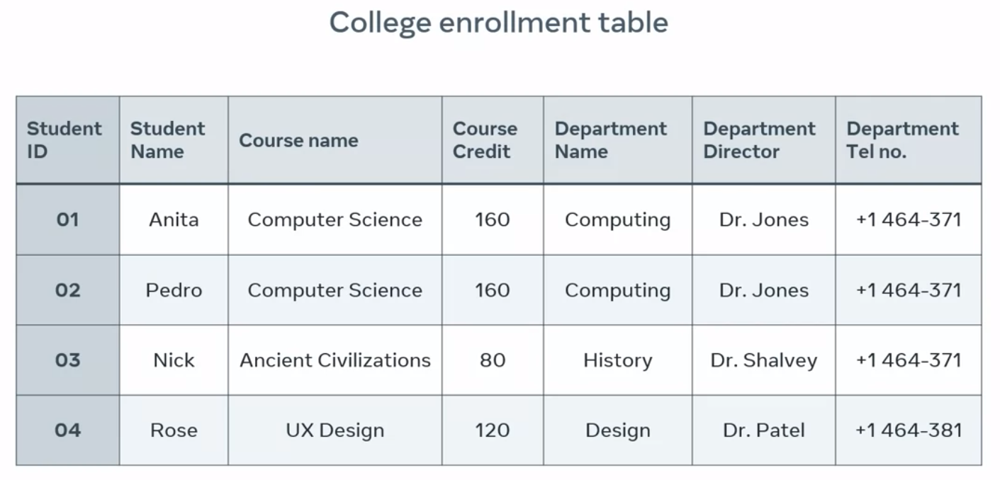 College enrollment table
Student ID Student Name Course name Course Credit Department Name Department Director Department Tel no.
01 Anita Computer Science 160 Computing Dr. Jones +1 464-371
02 Pedro Computer Science 160 Computing Dr. Jones +1 464-371
03 Nick Ancient Civilizations 80 History Dr. Shalvey +1 464-371
04 Rose UX Design 120 Design Dr. Patel +1 464-381